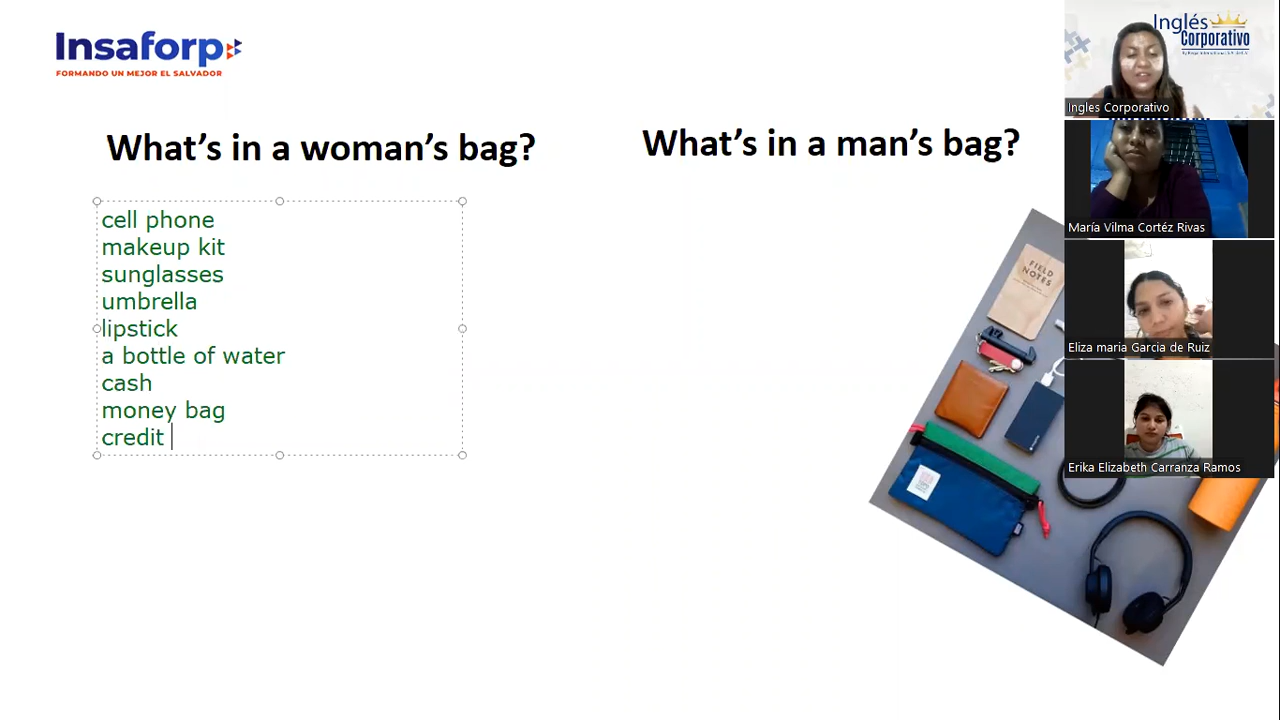 Insaforp
FORMANDO UN MEJOR EL SALVADOR
What's in a woman's bag?
What's in a man's bag?
cell phone
makeup kit
sunglasses
umbrella
lipstick
a bottle of water
cash
money bag
credit
FIELD
NOTES
Inglés
Corporativo
Ingles Corporativo
María Vilma Cortéz Rivas
Eliza maria Garcia de Ruiz
Erika Elizabeth Carranza Ramos